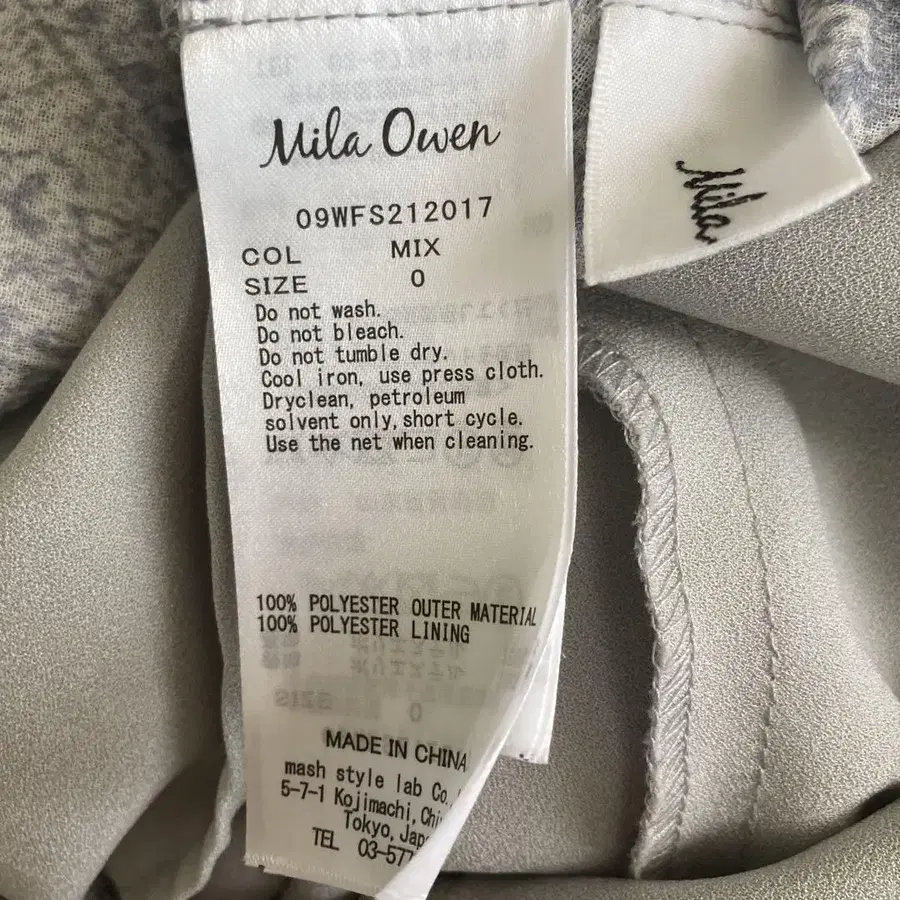 Mila Owen
09WFS212017
COL MIX
SIZE 0
Do not wash.
Do not bleach.
Do not tumble dry.
Cool iron, use press cloth.
Dryclean, petroleum
solvent only, short cycle.
Use the net when cleaning.
100% POLYESTER OUTER MATERIAL
100% POLYESTER LINING
MADE IN CHINA
mash style lab Co.,
5-7-1 Kojimachi,
Tokyo,
TEL 03-577
Mila